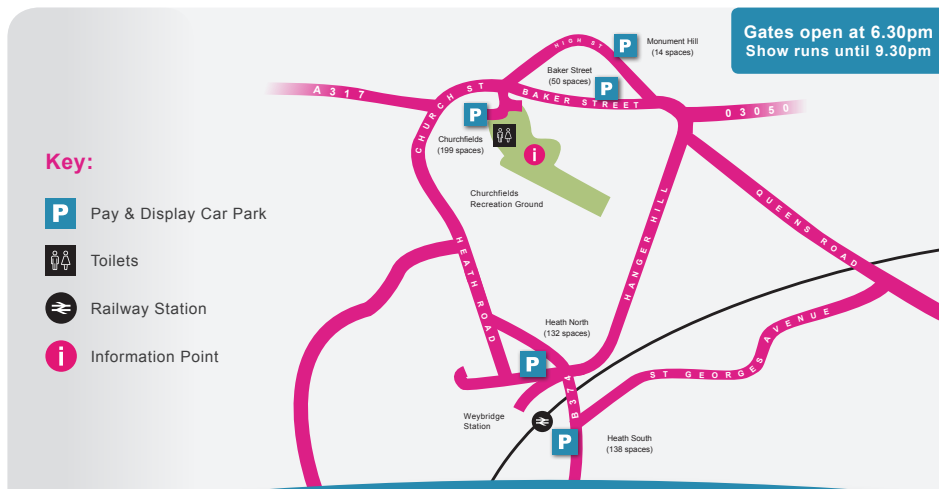 Gates open at 6.30pm
Show runs until 9.30pm
HIGH ST
Monument Hill
(14 spaces)
P
Baker Street
(50 spaces)
P
A317
CHURCH ST
BAKER STREET
03050
P
Churchfields
(199 spaces)
i
Key:
P Pay & Display Car Park
Toilets
Railway Station
i Information Point
Churchfields
Recreation Ground
QUEENS ROAD
HANGER HILL
HEATH ROAD
Heath North
(132 spaces)
P
ST GEORGES AVENUE
B374
Weybridge
Station
P
Heath South
(138 spaces)